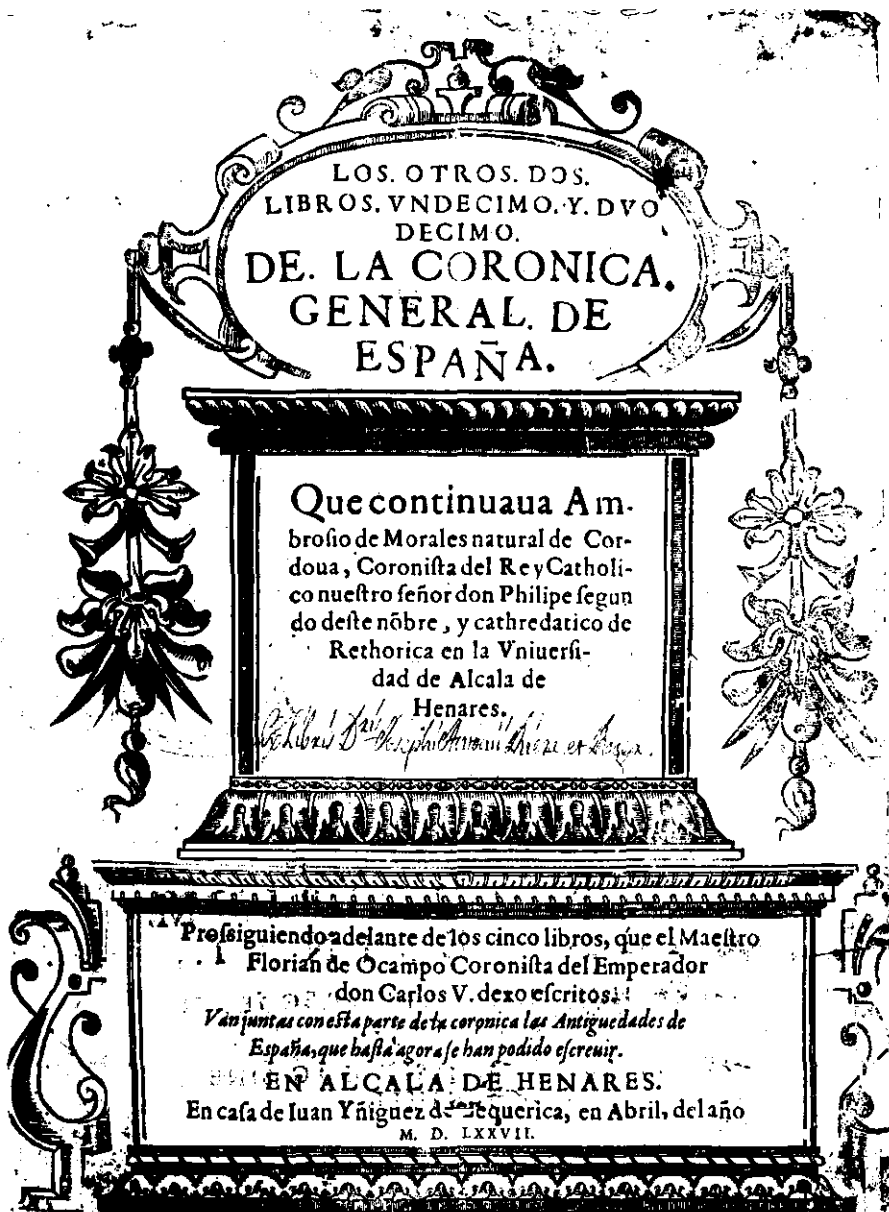 LOS. OTROS. DOS.
LIBROS. VNDECIMO. Y. DVO
DECIMO.
DE. LA CORONICA.
GENERAL. DE
ESPAÑA.
Que continuaua Am-
broſio de Morales natural de Cor-
doua, Coroniſta del Rey Catholi-
co nueſtro ſeñor don Philipe ſegun
do deſte nõbre, y cathredatico de
Rethorica en la Vniuerſi-
dad de Alcala de
Henares.
Ex Libris
Proſsiguiendo adelante de los cinco libros, que el Maeſtro
Florian de Ocampo Coroniſta del Emperador
don Carlos V. dexo eſcritos.
Van juntas con eſta parte de la coronica las Antiguedades de
Eſpaña, que haſta agora ſe han podido eſcreuir.
EN ALCALA DE HENARES.
En caſa de Iuan Yñiguez de Lequerica, en Abril, del año
M. D. LXXVII.